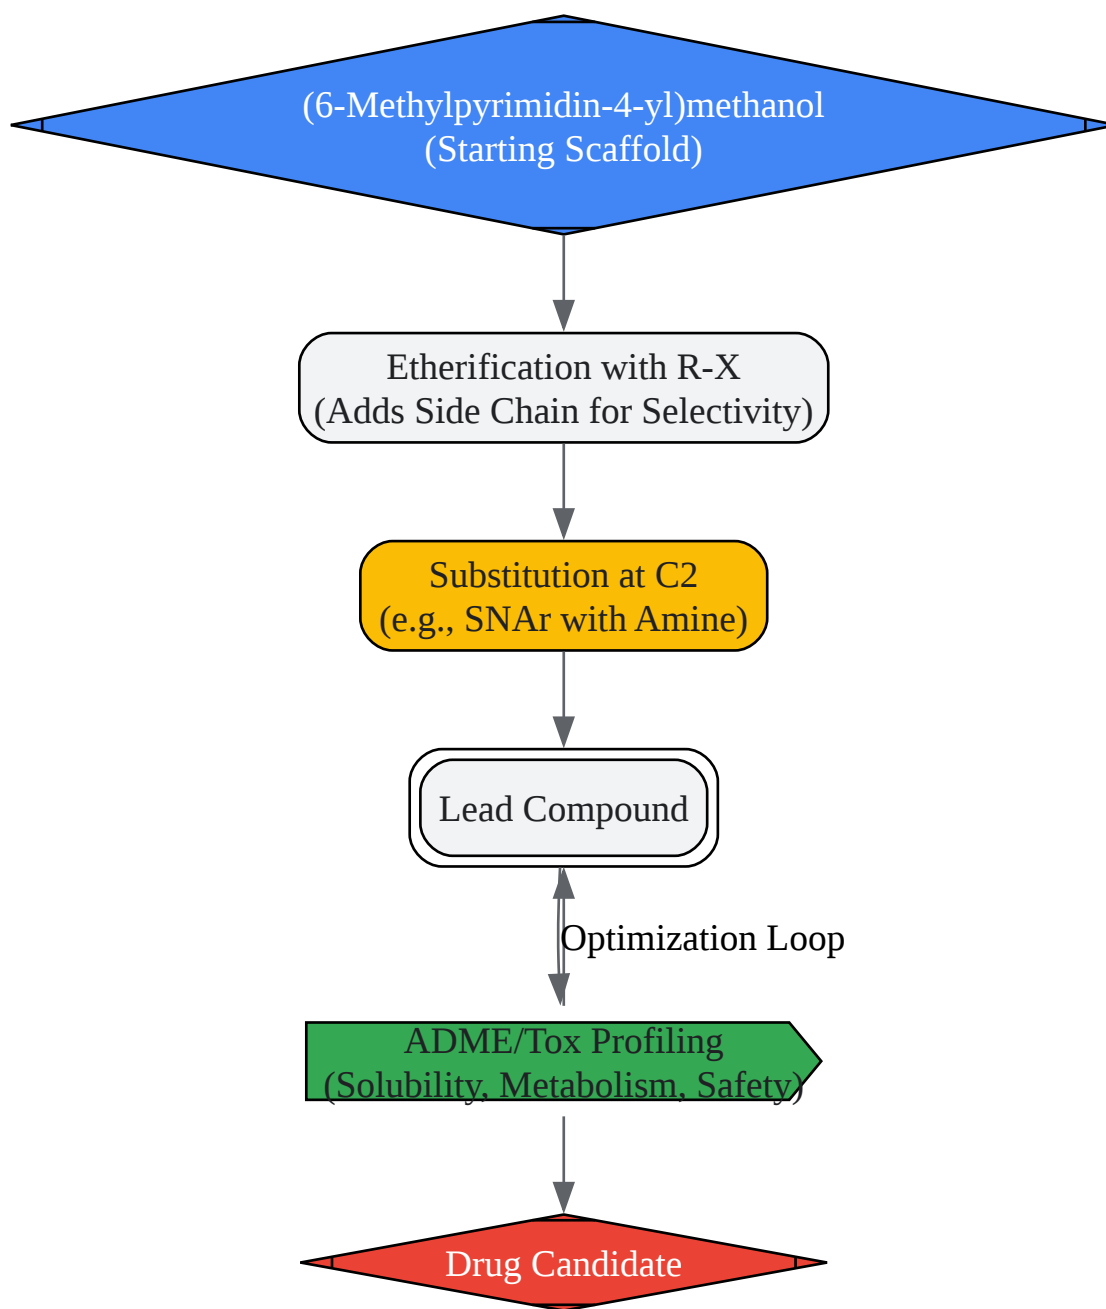 (6-Methylpyrimidin-4-yl)methanol
(Starting Scaffold)
Etherification with R-X
(Adds Side Chain for Selectivity)
Substitution at C2
(e.g., SNAr with Amine)
Lead Compound
Optimization Loop
ADME/Tox Profiling
(Solubility, Metabolism, Safety)
Drug Candidate